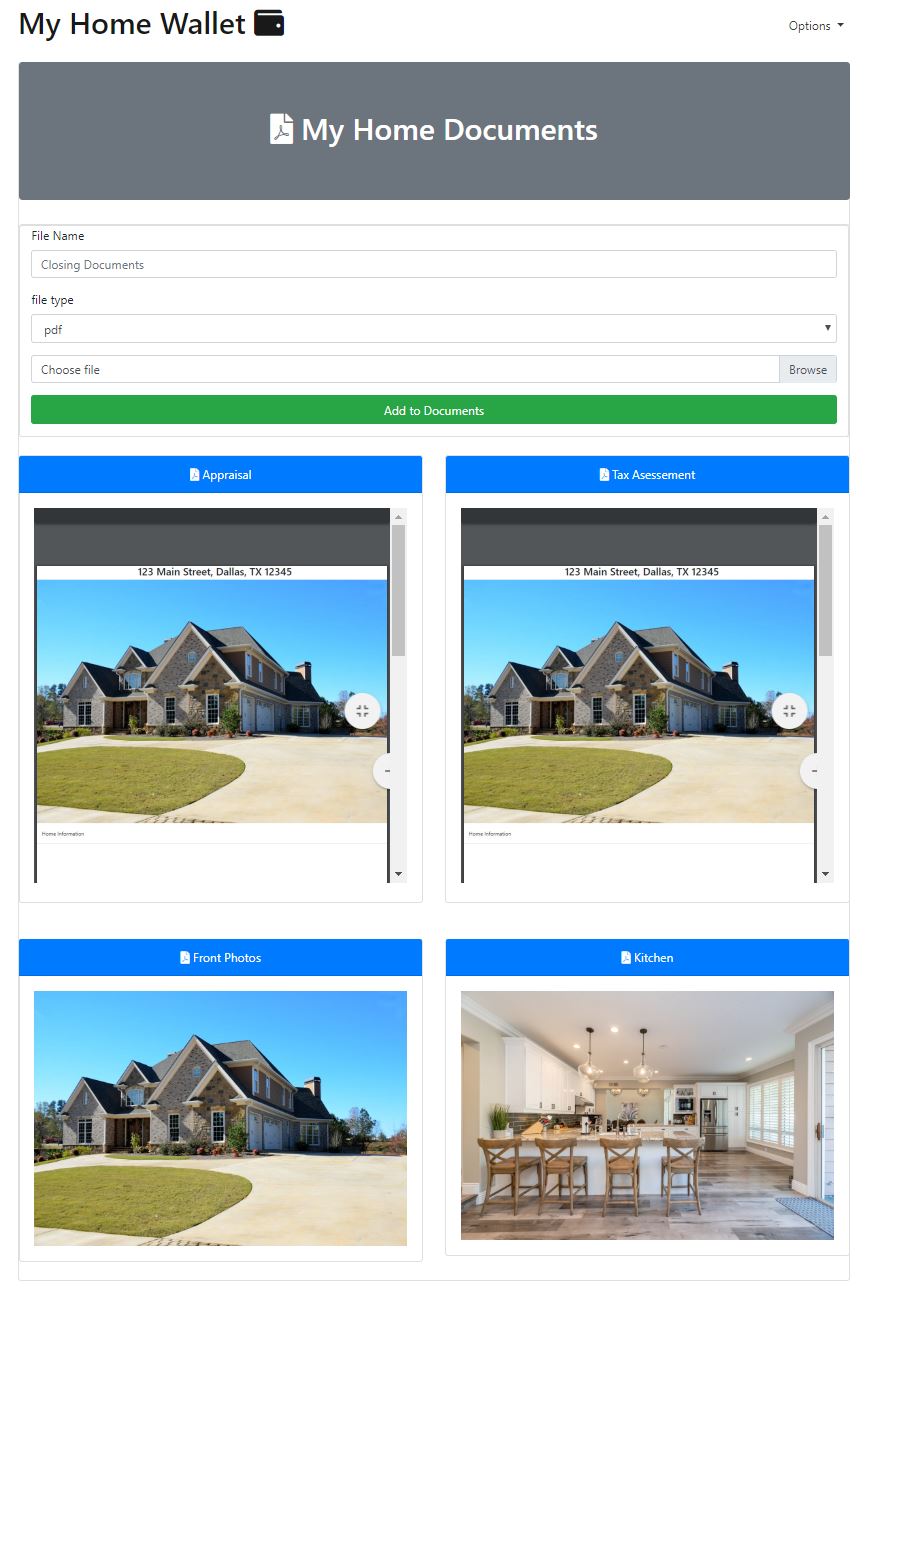 My Home Wallet
Options
My Home Documents
File Name
Closing Documents
file type
pdf
Choose file
Browse
Add to Documents
Appraisal
Tax Asessement
123 Main Street, Dallas, TX 12345
123 Main Street, Dallas, TX 12345
Home Information
Home Information
Front Photos
Kitchen